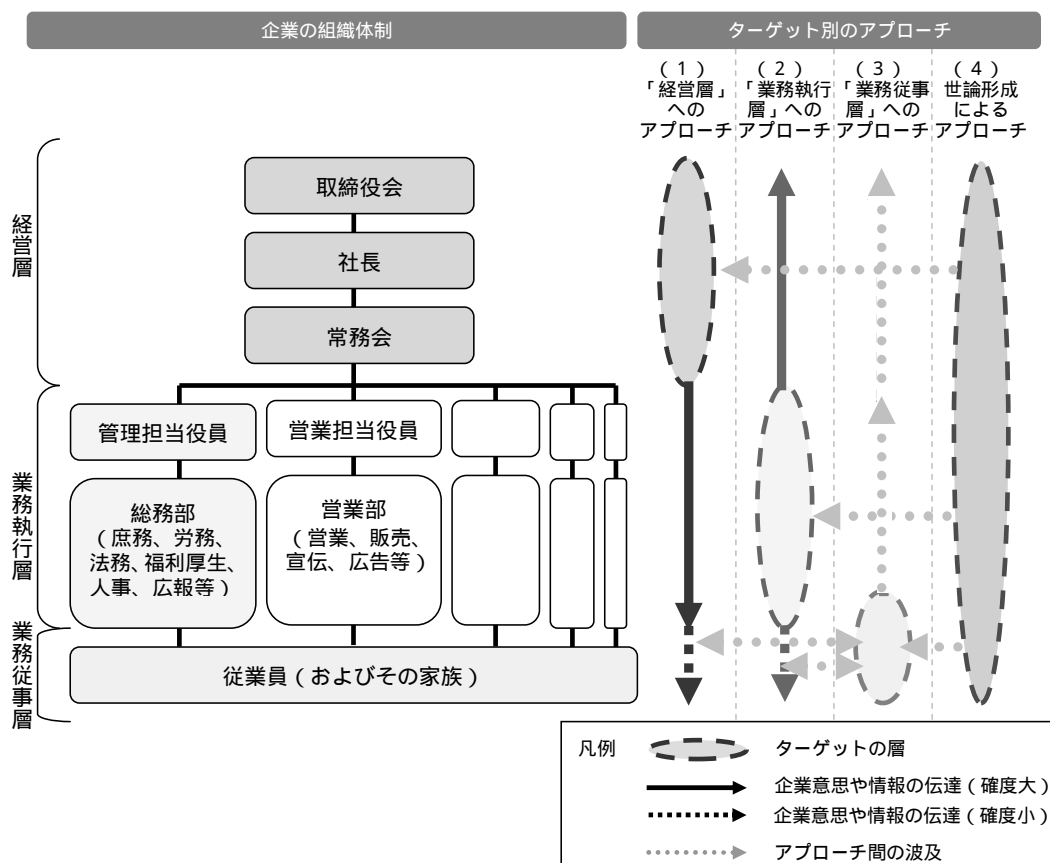 企業の組織体制
ターゲット別のアプローチ
（１）
「経営層」
への
アプローチ
（２）
「業務執行
層」への
アプローチ
（３）
「業務従事
層」への
アプローチ
（４）
世論形成
による
アプローチ
経営層
取締役会
社長
常務会
業務執行層
管理担当役員
営業担当役員
総務部
（庶務、労務、
法務、福利厚生、
人事、広報等）
営業部
（営業、販売、
宣伝、広告等）
業務従事層
従業員（およびその家族）
凡例
ターゲットの層
企業意思や情報の伝達（確度大）
企業意思や情報の伝達（確度小）
アプローチ間の波及